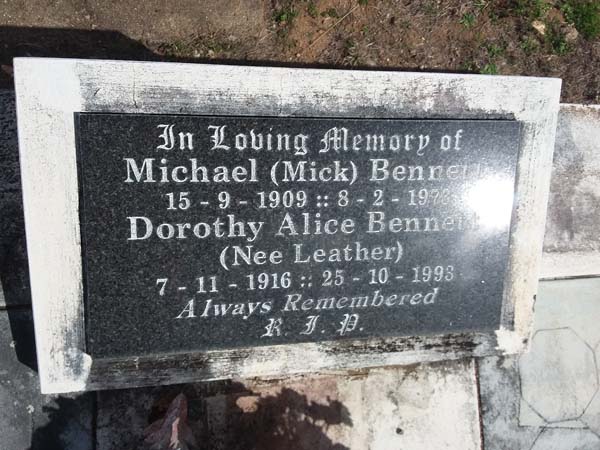 In Loving Memory of
Michael (Mick) Bennett
15 - 9 - 1909 :: 8 - 2 -
Dorothy Alice Bennett
(Nee Leather)
7 - 11 - 1916 :: 25 - 10 - 1993
Always Remembered
R. I. P.